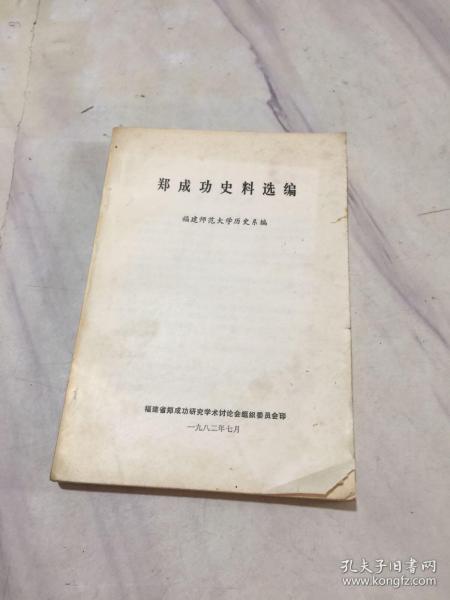 郑成功史料选编
福建师范大学历史系编
福建省郑成功研究学术讨论会组织委员会印
一九八二年七月
孔夫子旧书网
www.kongfz.com